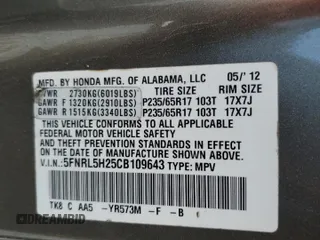 MFD. BY HONDA MFG. OF ALABAMA, LLC 05/'12
GVWR 2730KG(6019LBS) TIRE SIZE RIM SIZE
GAWR F 1320KG(2910LBS) P235/65R17 103T 17X7J
GAWR R 1515KG(3340LBS) P235/65R17 103T 17X7J
THIS VEHICLE CONFORMS TO ALL APPLICABLE
FEDERAL MOTOR VEHICLE SAFETY AND THEFT
PREVENTION STANDARDS IN EFFECT ON THE DATE OF
MANUFACTURE SHOWN ABOVE.
V.I.N: 5FNRL5H25CB109643 TYPE: MPV
TK8 C AA5 -YR573M -F -B